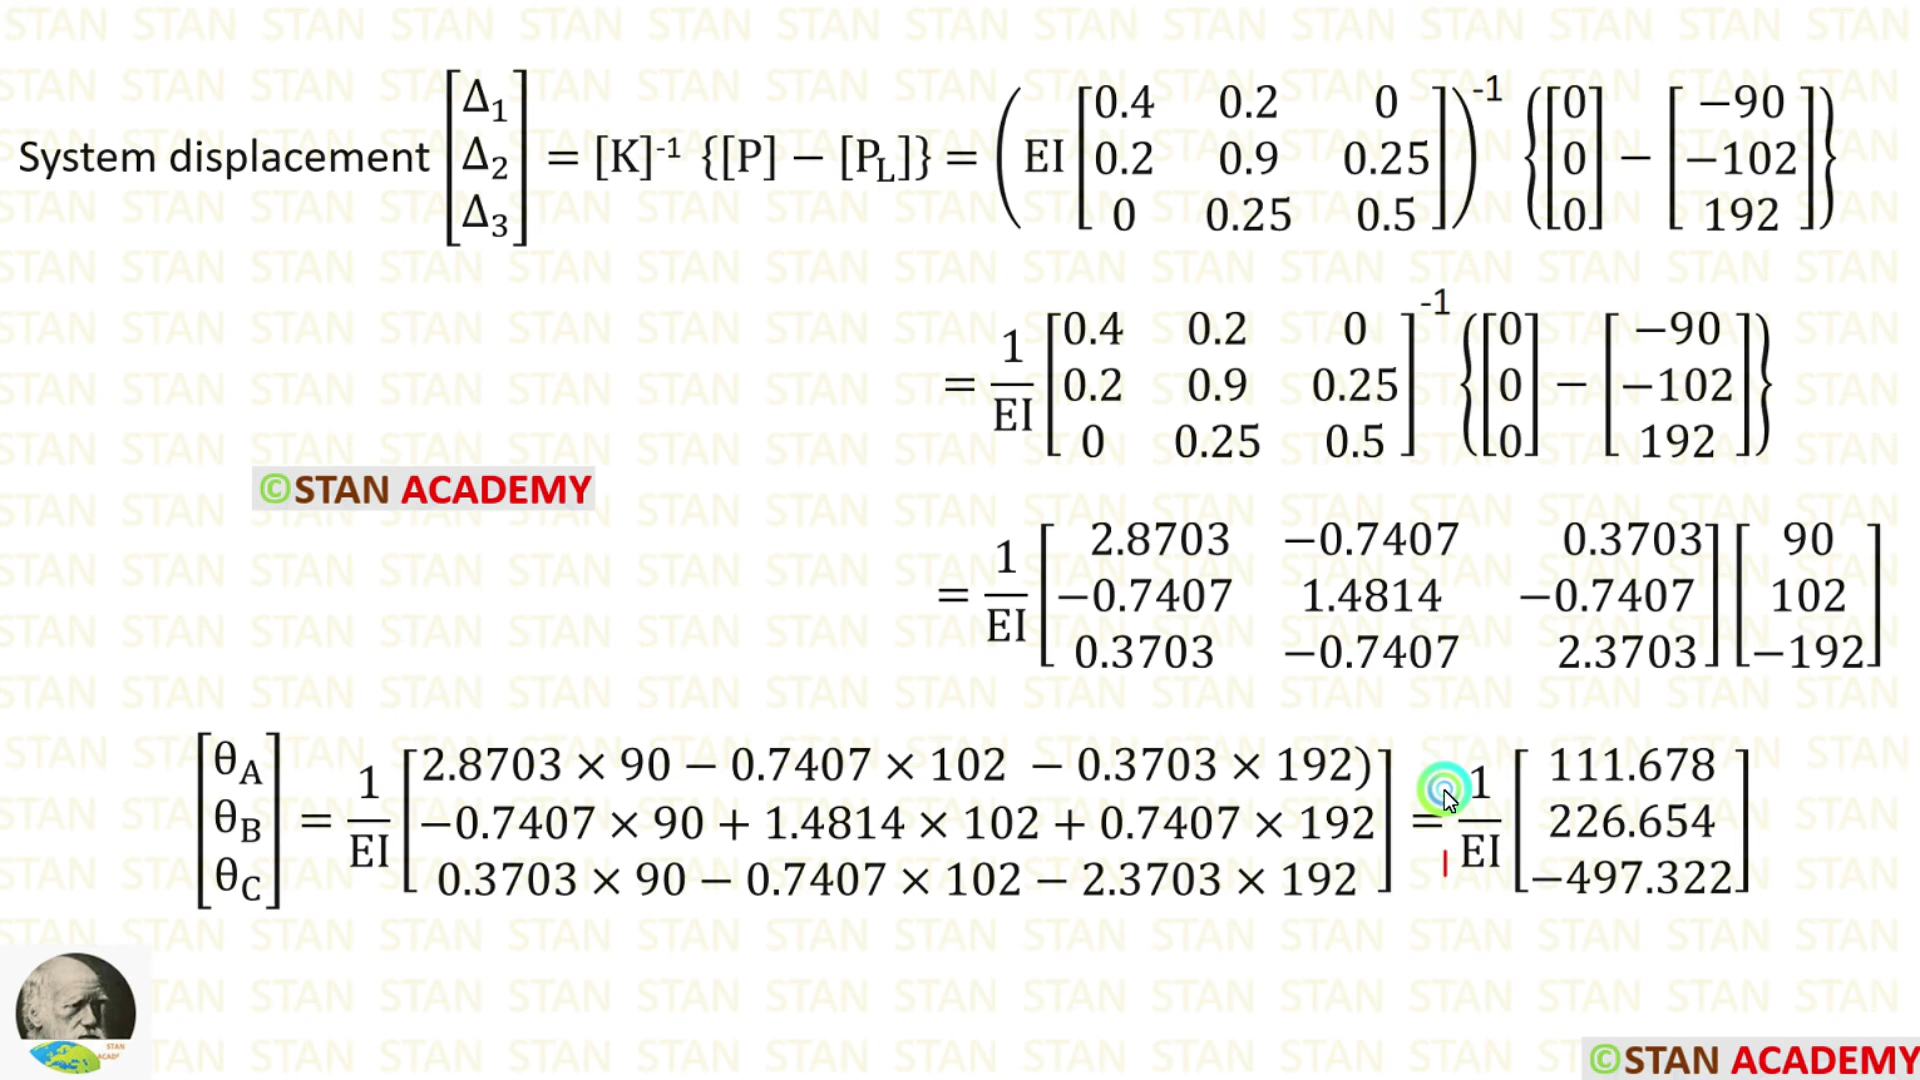 System displacement [Δ1 Δ2 Δ3] = [K]-1 {[P] − [PL]} = (EI [0.4 0.2 0; 0.2 0.9 0.25; 0 0.25 0.5])-1 {[0 0 0] − [−90 −102 192]}
= 1/EI [0.4 0.2 0; 0.2 0.9 0.25; 0 0.25 0.5]-1 {[0 0 0] − [−90 −102 192]}
©STAN ACADEMY
= 1/EI [2.8703 −0.7407 0.3703; −0.7407 1.4814 −0.7407; 0.3703 −0.7407 2.3703] [90 102 −192]
[θA θB θC] = 1/EI [2.8703 × 90 − 0.7407 × 102 − 0.3703 × 192); −0.7407 × 90 + 1.4814 × 102 + 0.7407 × 192; 0.3703 × 90 − 0.7407 × 102 − 2.3703 × 192] = 1/EI [111.678 226.654 −497.322]
©STAN ACADEMY